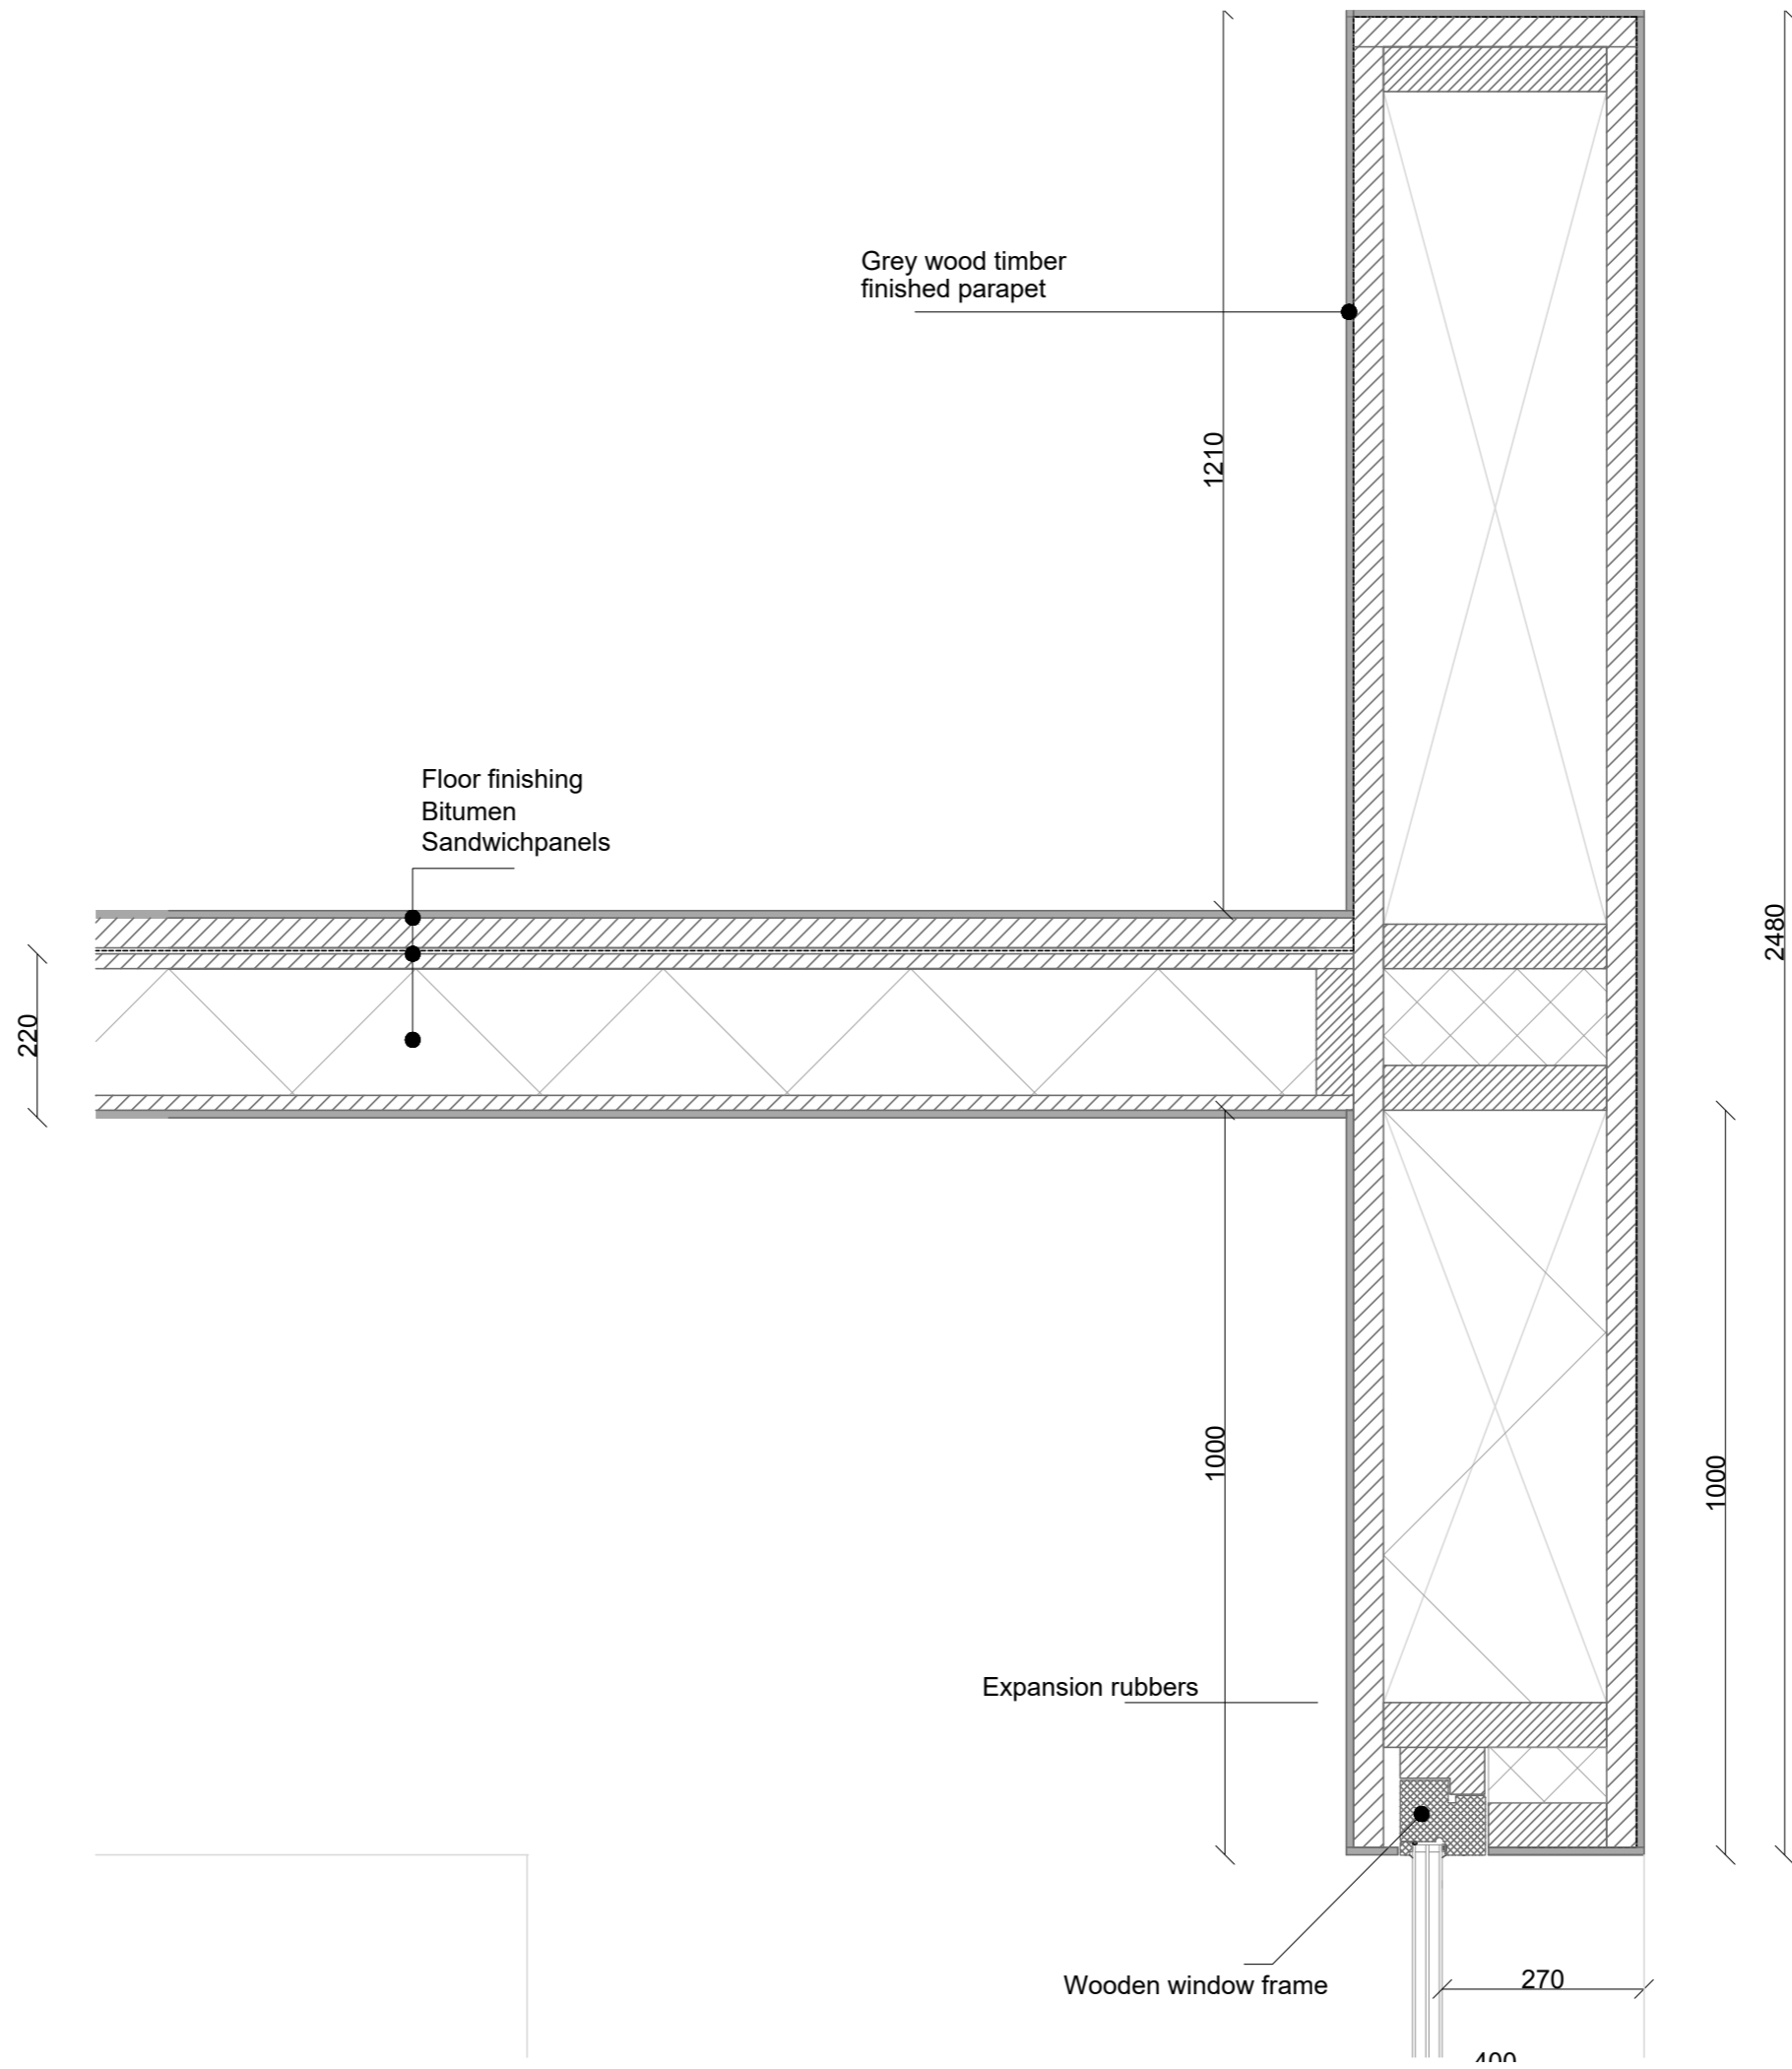 Grey wood timber
finished parapet
1210
Floor finishing
Bitumen
Sandwichpanels
2480
220
1000
1000
Expansion rubbers
270
Wooden window frame
400